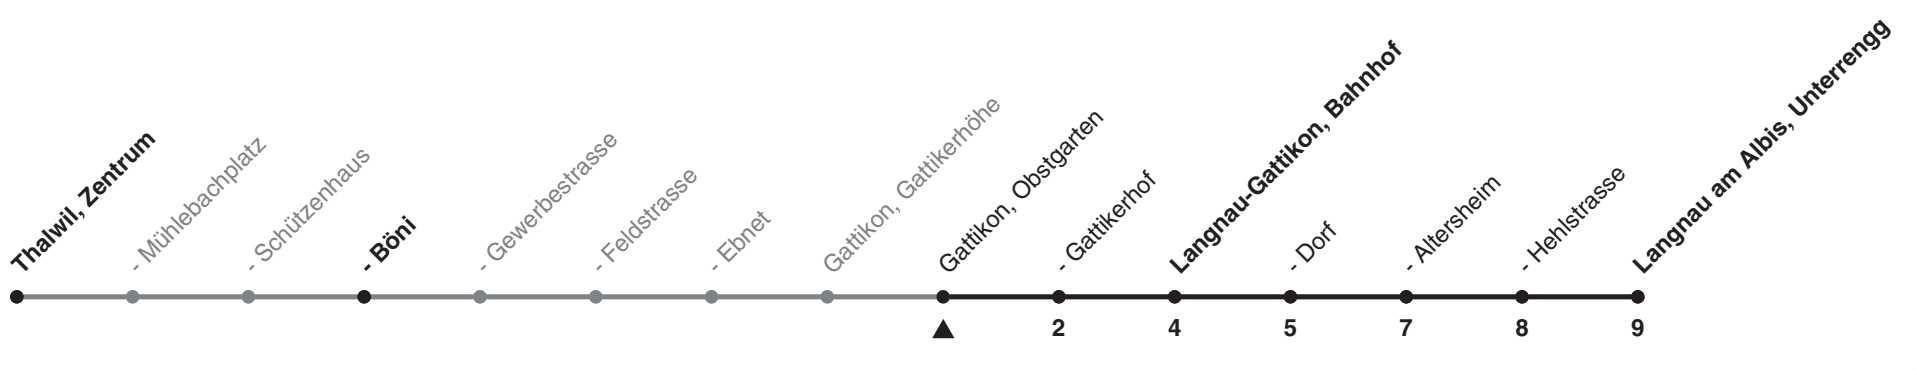 Thalwil, Zentrum
- Mühlebachplatz
- Schützenhaus
- Böni
- Gewerbestrasse
- Feldstrasse
- Ebnet
Gattikon, Gattikerhöhe
Gattikon, Obstgarten
- Gattikerhof
Langnau-Gattikon, Bahnhof
- Dorf
- Altersheim
- Hehlstrasse
Langnau am Albis, Unterrengg
2 4 5 7 8 9